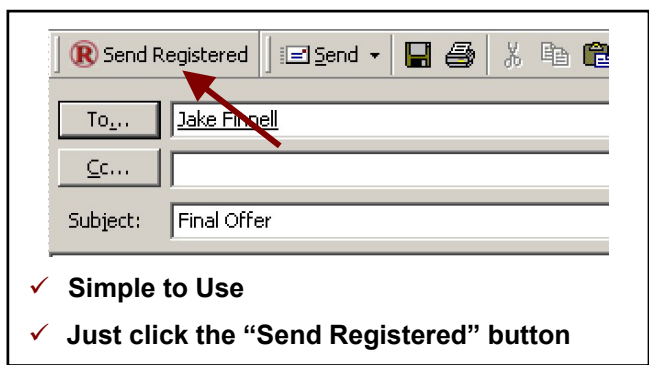 R Send Registered Send
To... Jake Finnell
Cc...
Subject: Final Offer
✓ Simple to Use
✓ Just click the “Send Registered” button